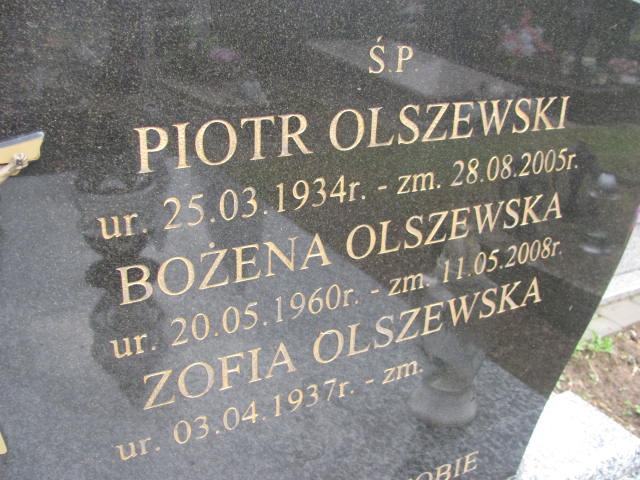 Ś.P.
PIOTR OLSZEWSKI
ur. 25.03.1934r. - zm. 28.08.2005r.
BOŻENA OLSZEWSKA
ur. 20.05.1960r. - zm. 11.05.2008r.
ZOFIA OLSZEWSKA
ur. 03.04.1937r. - zm.